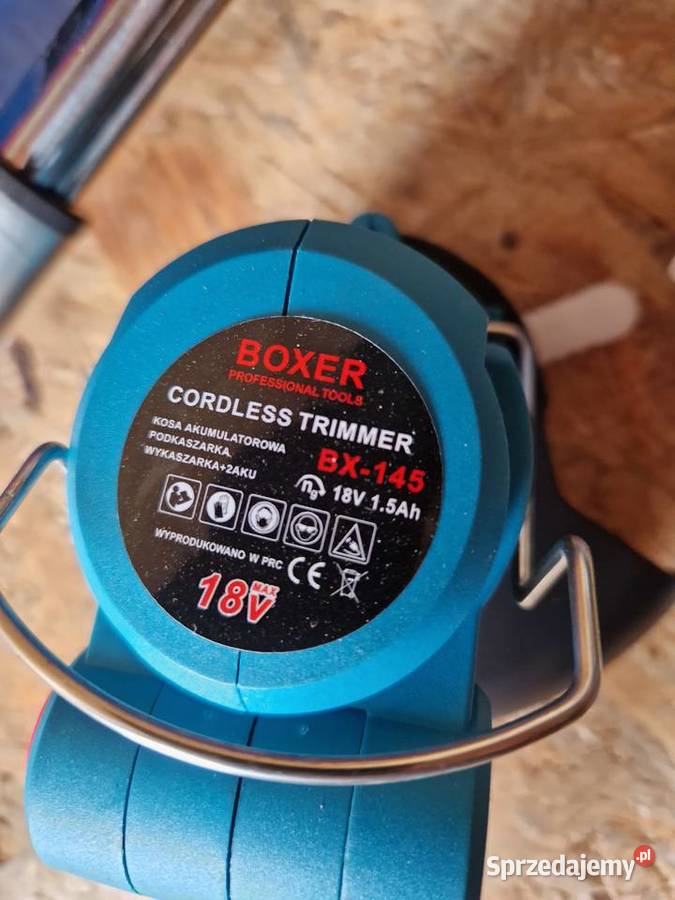 BOXER
PROFESSIONAL TOOLS
CORDLESS TRIMMER
KOSA AKUMULATOROWA
PODKASZARKA,
WYKASZARKA+2AKU
BX-145
n₀ 18V 1.5Ah
WYPRODUKOWANO W PRC
CE
18V MAX
Sprzedajemy.pl